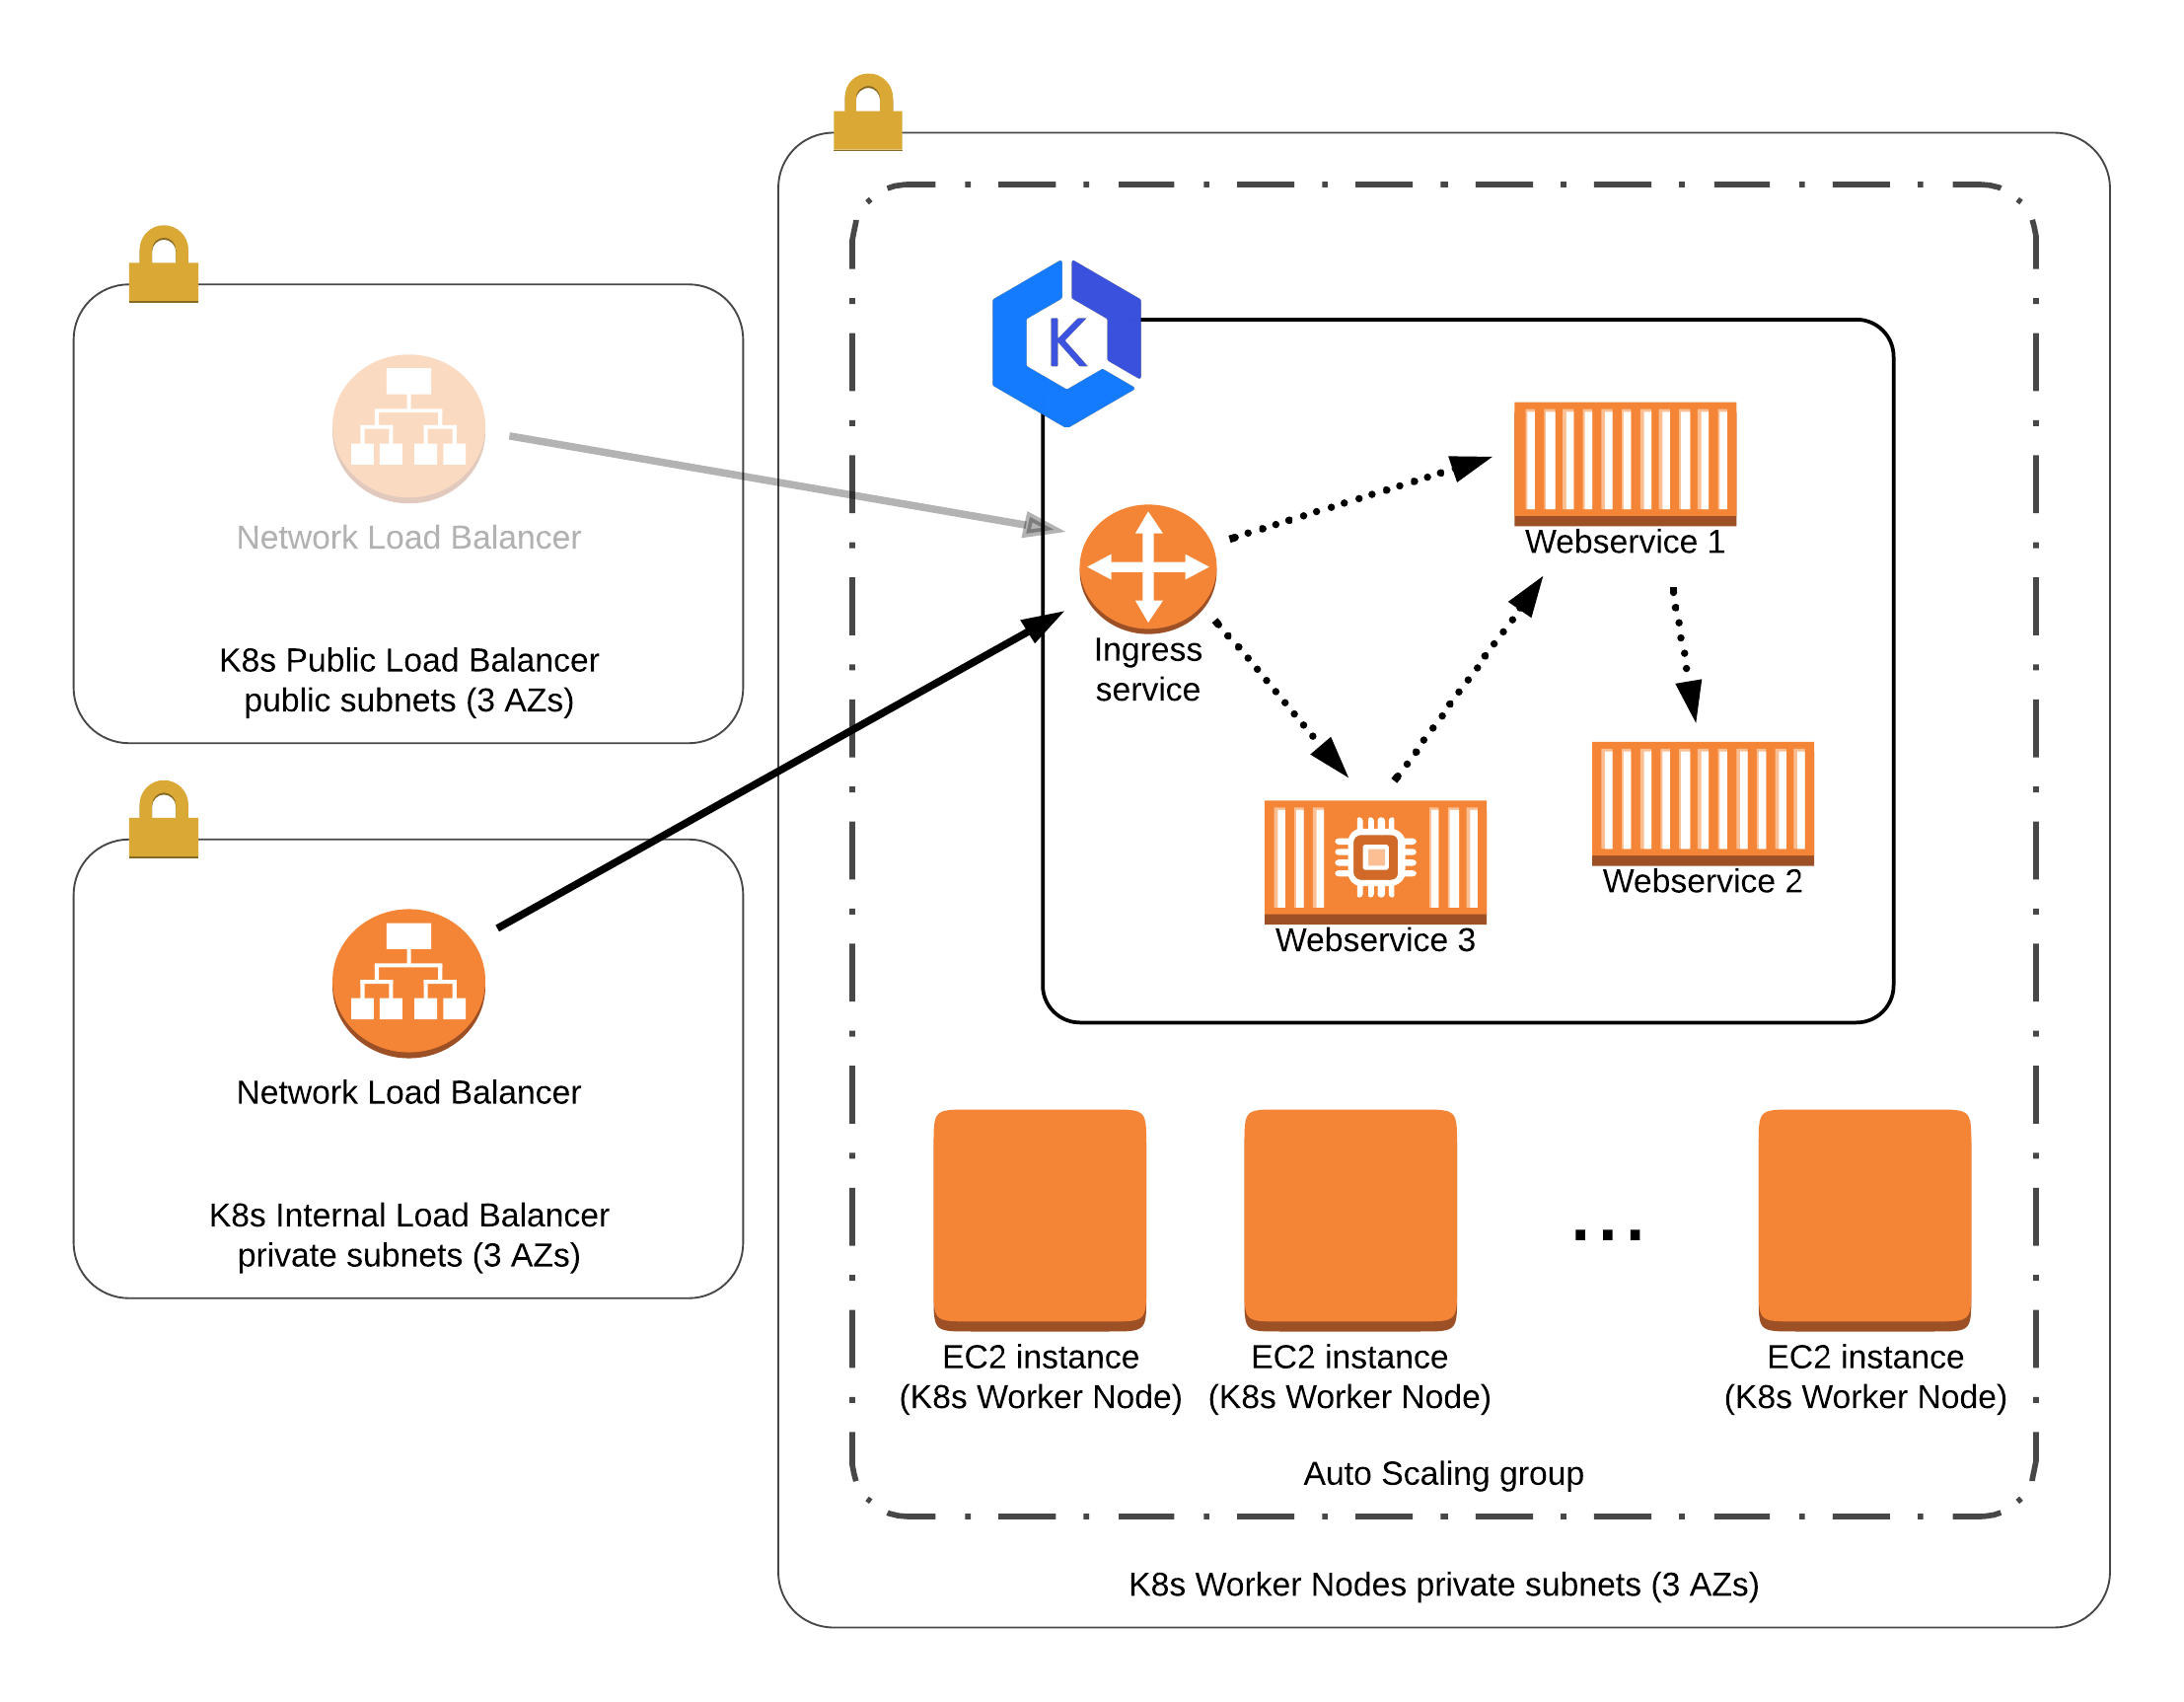 Network Load Balancer
K8s Public Load Balancer
public subnets (3 AZs)
Network Load Balancer
K8s Internal Load Balancer
private subnets (3 AZs)
K
Ingress
service
Webservice 1
Webservice 2
Webservice 3
...
EC2 instance
(K8s Worker Node)
EC2 instance
(K8s Worker Node)
EC2 instance
(K8s Worker Node)
Auto Scaling group
K8s Worker Nodes private subnets (3 AZs)